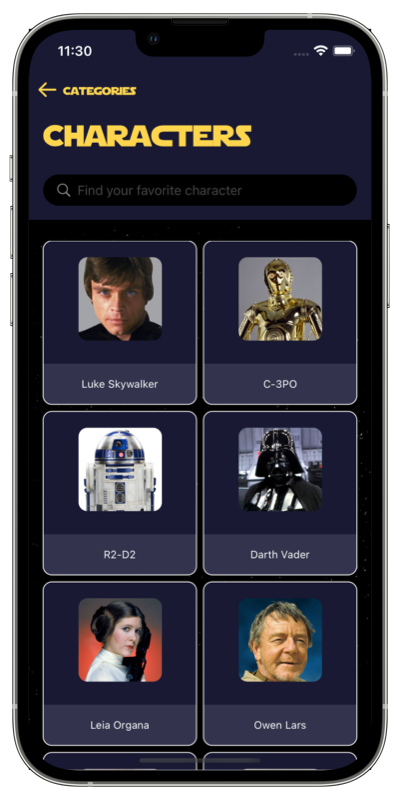 11:30
CATEGORIES
CHARACTERS
Find your favorite character
Luke Skywalker
C-3PO
R2-D2
Darth Vader
Leia Organa
Owen Lars